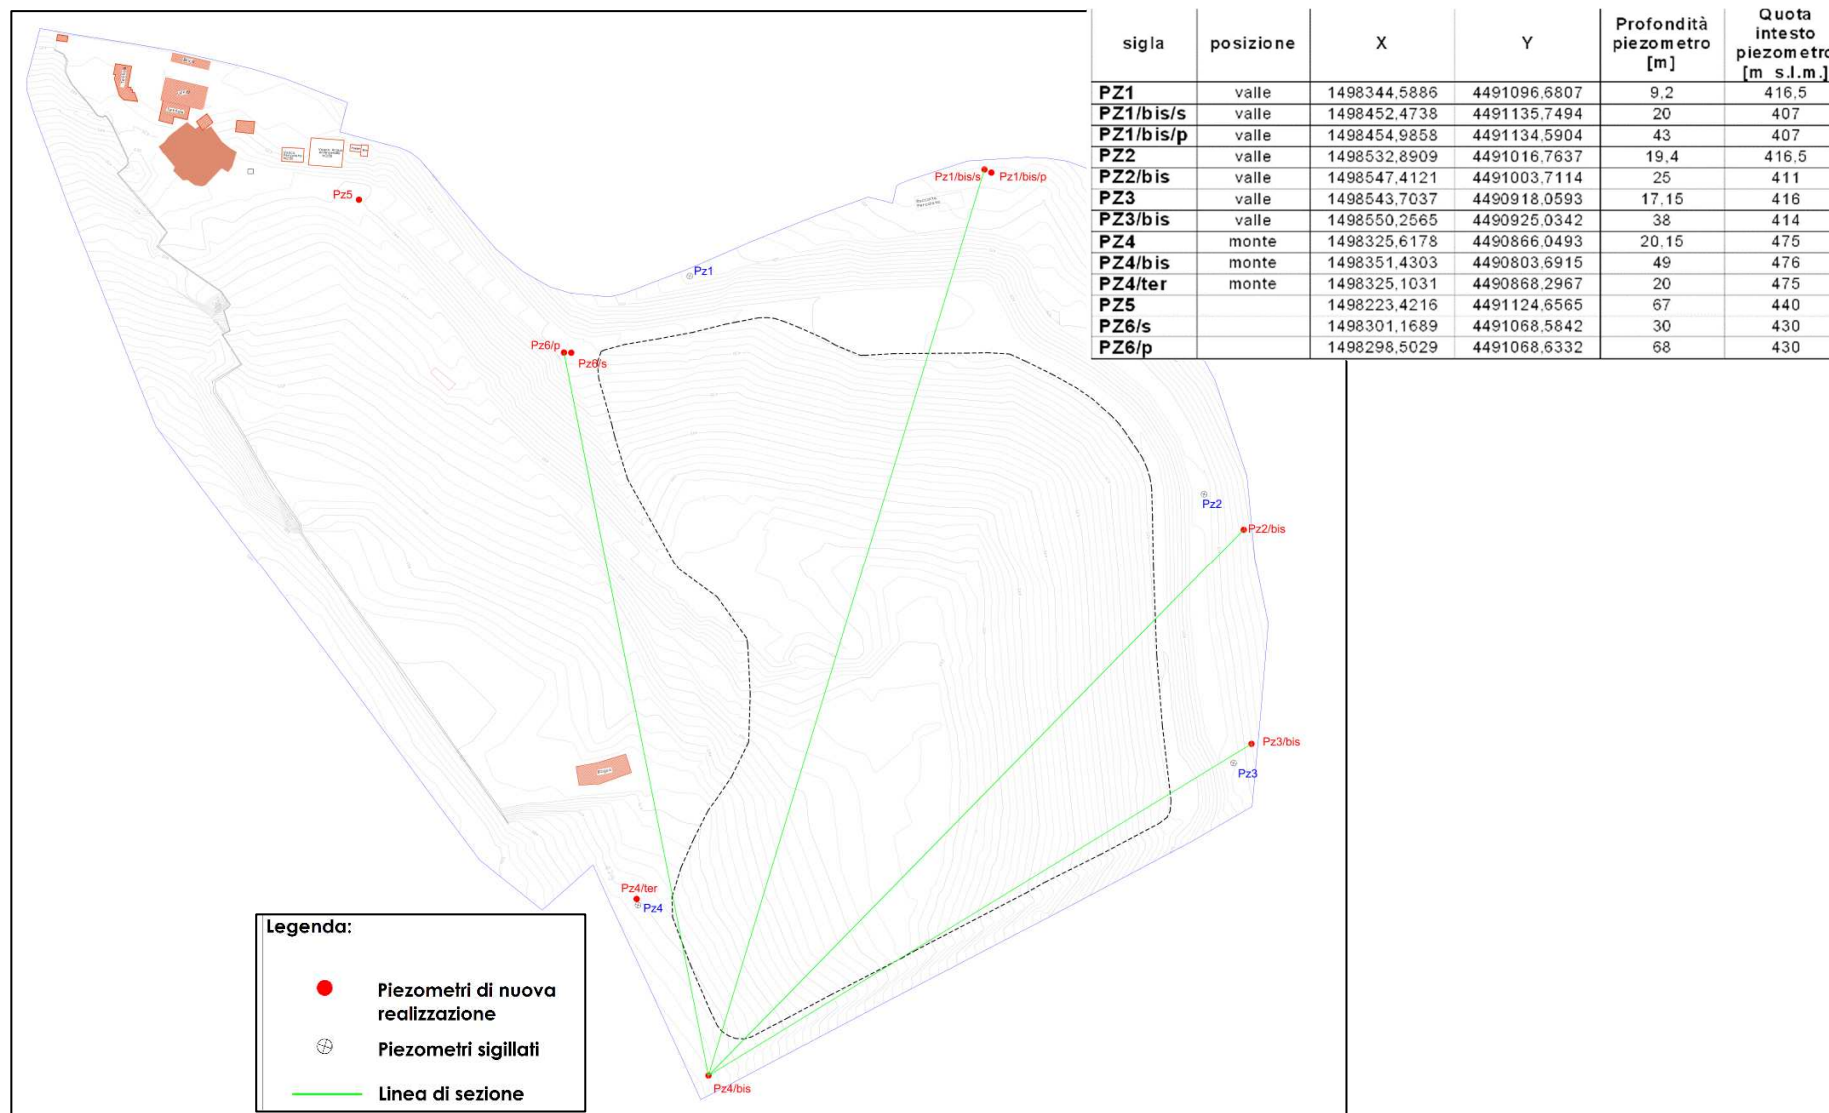 sigla posizione X Y Profondità piezometro [m] Quota intesto piezometro [m s.l.m.]
PZ1 valle 1498344,5886 4491096,6807 9,2 416,5
PZ1/bis/s valle 1498452,4738 4491135,7494 20 407
PZ1/bis/p valle 1498454,9858 4491134,5904 43 407
PZ2 valle 1498532,8909 4491016,7637 19,4 416,5
PZ2/bis valle 1498547,4121 4491003,7114 25 411
PZ3 valle 1498543,7037 4490918,0593 17,15 416
PZ3/bis valle 1498550,2565 4490925,0342 38 414
PZ4 monte 1498325,6178 4490866,0493 20,15 475
PZ4/bis monte 1498351,4303 4490803,6915 49 476
PZ4/ter monte 1498325,1031 4490868,2967 20 475
PZ5 1498223,4216 4491124,6565 67 440
PZ6/s 1498301,1689 4491068,5842 30 430
PZ6/p 1498298,5029 4491068,6332 68 430
Pz1/bis/s
Pz1/bis/p
Pz5
Pz1
Pz6/p
Pz6/s
Pz2
Pz2/bis
Pz3/bis
Pz3
Pz4/ter
Pz4
Pz4/bis
Legenda:
Piezometri di nuova
realizzazione
Piezometri sigillati
Linea di sezione